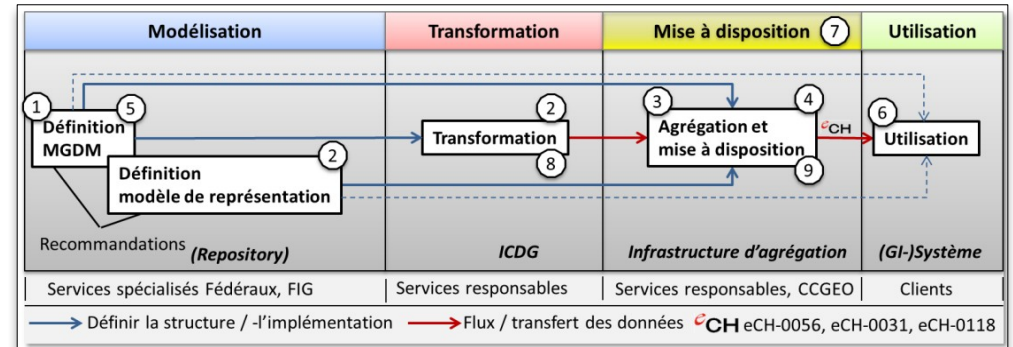 Modélisation
Transformation
Mise à disposition 7
Utilisation
1
5
Définition
MGDM
2
Définition
modèle de représentation
Recommandations
(Repository)
2
Transformation
8
ICDG
3
4
Agrégation et
mise à disposition
9
eCH
Infrastructure d'agrégation
6
Utilisation
(GI-)Système
Services spécialisés Fédéraux, FIG
Services responsables
Services responsables, CCGEO
Clients
Définir la structure / -l'implémentation
Flux / transfert des données
eCH eCH-0056, eCH-0031, eCH-0118